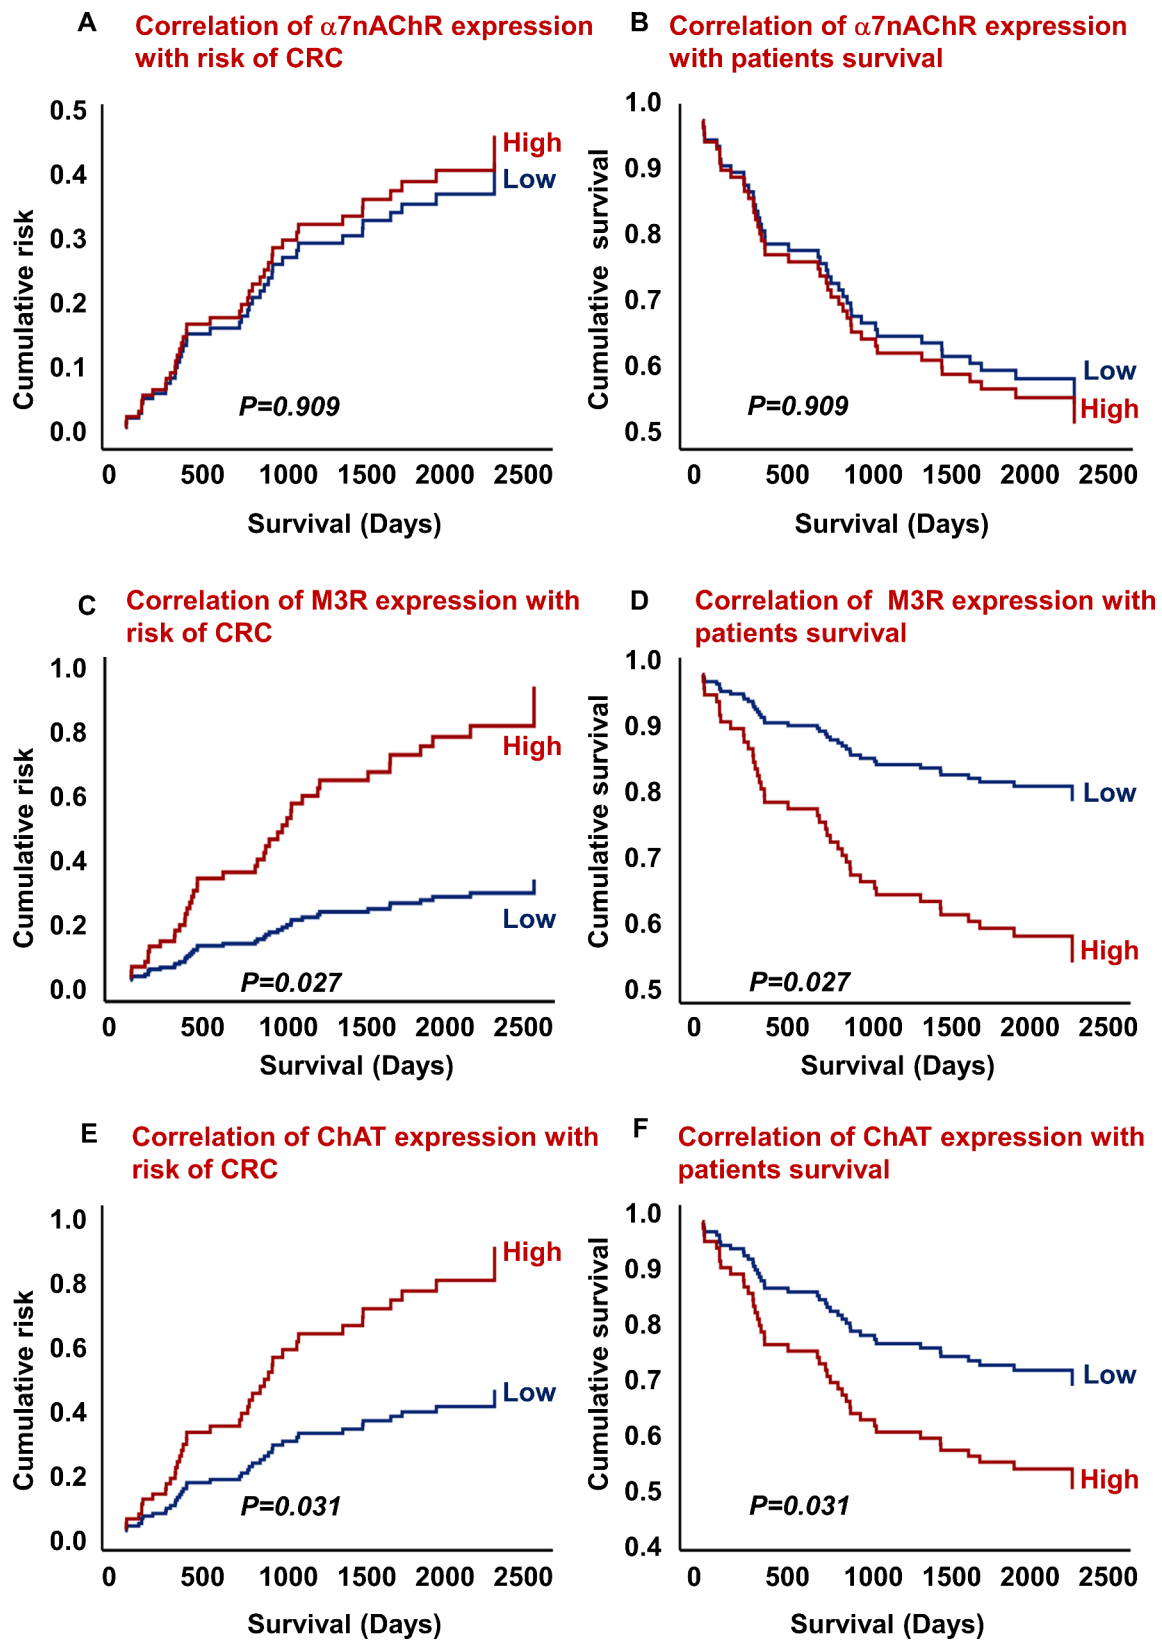 A
Correlation of α7nAChR expression
with risk of CRC
0.5
0.4
0.3
0.2
0.1
0.0
Cumulative risk
High
Low
P=0.909
0 500 1000 1500 2000 2500
Survival (Days)
B
Correlation of α7nAChR expression
with patients survival
1.0
0.9
0.8
0.7
0.6
0.5
Cumulative survival
Low
High
P=0.909
0 500 1000 1500 2000 2500
Survival (Days)
C
Correlation of M3R expression with
risk of CRC
1.0
0.8
0.6
0.4
0.2
0.0
Cumulative risk
High
Low
P=0.027
0 500 1000 1500 2000 2500
Survival (Days)
D
Correlation of M3R expression with
patients survival
1.0
0.9
0.8
0.7
0.6
0.5
Cumulative survival
Low
High
P=0.027
0 500 1000 1500 2000 2500
Survival (Days)
E
Correlation of ChAT expression with
risk of CRC
1.0
0.8
0.6
0.4
0.2
0.0
Cumulative risk
High
Low
P=0.031
0 500 1000 1500 2000 2500
Survival (Days)
F
Correlation of ChAT expression with
patients survival
1.0
0.9
0.8
0.7
0.6
0.5
0.4
Cumulative survival
Low
High
P=0.031
0 500 1000 1500 2000 2500
Survival (Days)